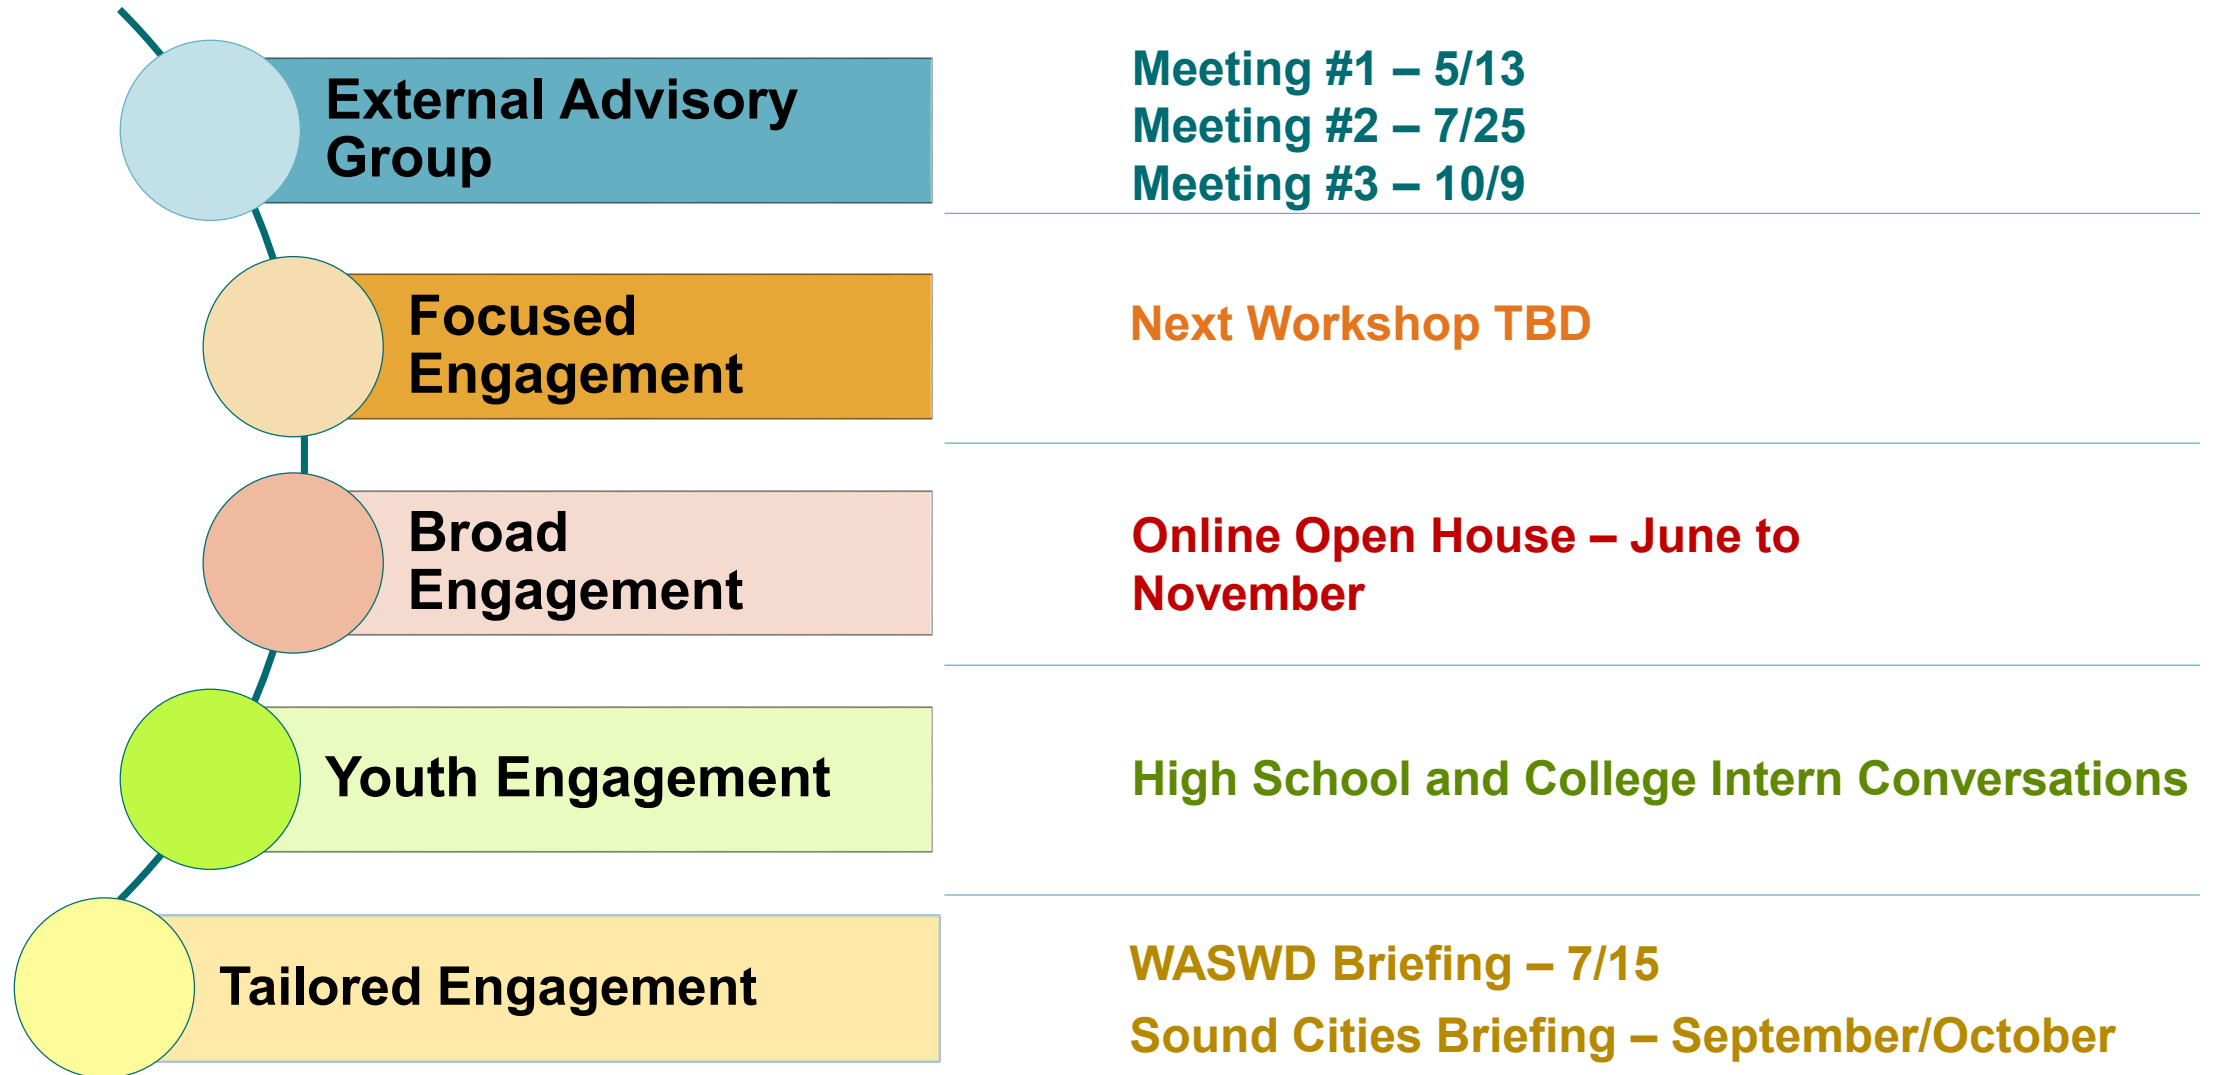 External Advisory
Group
Meeting #1 – 5/13
Meeting #2 – 7/25
Meeting #3 – 10/9
Focused
Engagement
Next Workshop TBD
Broad
Engagement
Online Open House – June to
November
Youth Engagement
High School and College Intern Conversations
Tailored Engagement
WASWD Briefing – 7/15
Sound Cities Briefing – September/October